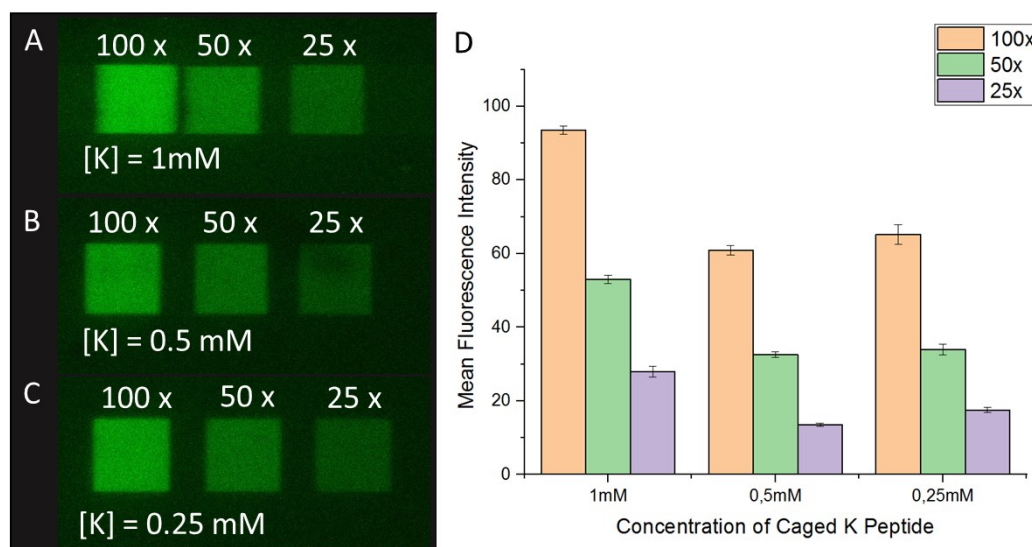 A
100 x 50 x 25 x
[K] = 1mM
B
100 x 50 x 25 x
[K] = 0.5 mM
C
100 x 50 x 25 x
[K] = 0.25 mM
D
100x
50x
25x
Mean Fluorescence Intensity
100
80
60
40
20
0
1mM 0,5mM 0,25mM
Concentration of Caged K Peptide